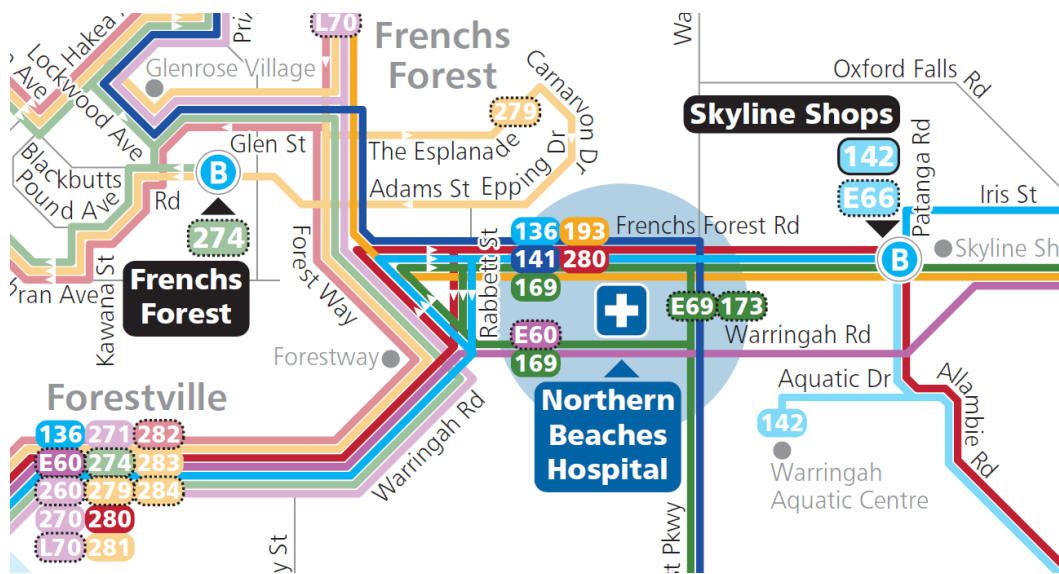 Hakea
Lockwood Ave
Ave
Pri
L70
Frenchs
Forest
Glenrose Village
279
Carnarvon Dr
Wa
Oxford Falls
Rd
Skyline Shops
142
E66
Patanga Rd
Iris St
Glen St
The Esplanade
Epping Dr
Adams St
Blackbutts
Pound Ave
Rd
B
274
Frenchs
Forest
Forest Way
Rabbett St
136
193
141
280
169
Frenchs Forest Rd
B
Skyline Sh
ran Ave
Kawana St
E69
173
Warringah Rd
E60
169
Forestway
Northern
Beaches
Hospital
Aquatic Dr
Allambie Rd
142
Warringah
Aquatic Centre
Forestville
136 271 282
E60 274 283
260 279 284
270 280
L70 281
Warringah Rd
y St
st Pkwy